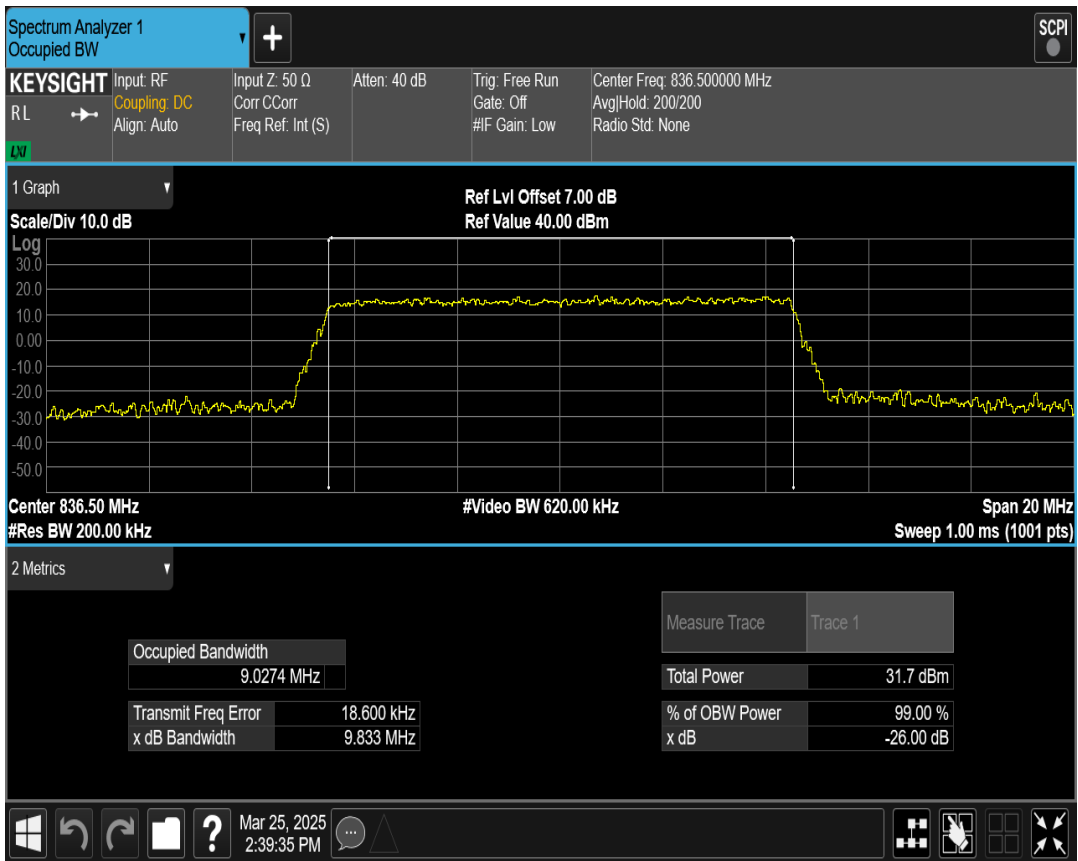 Spectrum Analyzer 1
Occupied BW
+
SCPI
KEYSIGHT
R L
LXI
Input: RF
Coupling: DC
Align: Auto
Input Z: 50 Ω
Corr CCorr
Freq Ref: Int (S)
Atten: 40 dB
Trig: Free Run
Gate: Off
#IF Gain: Low
Center Freq: 836.500000 MHz
Avg|Hold: 200/200
Radio Std: None
1 Graph
Ref Lvl Offset 7.00 dB
Scale/Div 10.0 dB
Ref Value 40.00 dBm
Log
30.0
20.0
10.0
0.00
-10.0
-20.0
-30.0
-40.0
-50.0
Center 836.50 MHz
#Video BW 620.00 kHz
Span 20 MHz
#Res BW 200.00 kHz
Sweep 1.00 ms (1001 pts)
2 Metrics
Measure Trace
Trace 1
Occupied Bandwidth
9.0274 MHz
Total Power
31.7 dBm
Transmit Freq Error
18.600 kHz
% of OBW Power
99.00 %
x dB Bandwidth
9.833 MHz
x dB
-26.00 dB
?
Mar 25, 2025
2:39:35 PM